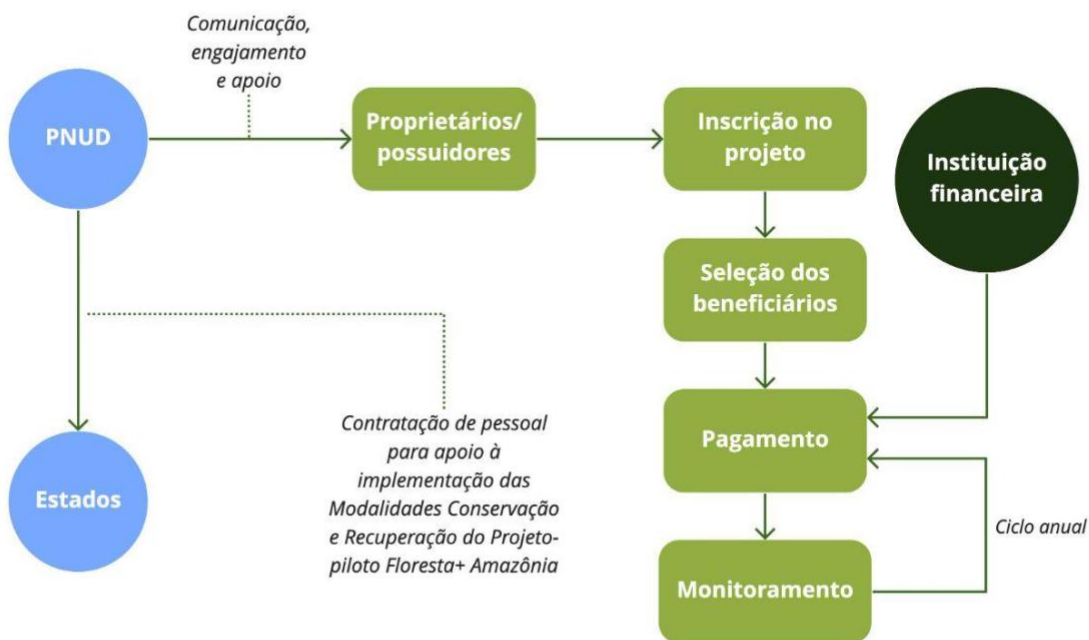 Comunicação,
engajamento
e apoio
PNUD
Proprietários/
possuidores
Inscrição no
projeto
Instituição
financeira
Seleção dos
beneficiários
Contratação de pessoal
para apoio à
implementação das
Modalidades Conservação
e Recuperação do Projeto-
piloto Floresta+ Amazônia
Estados
Pagamento
Ciclo anual
Monitoramento